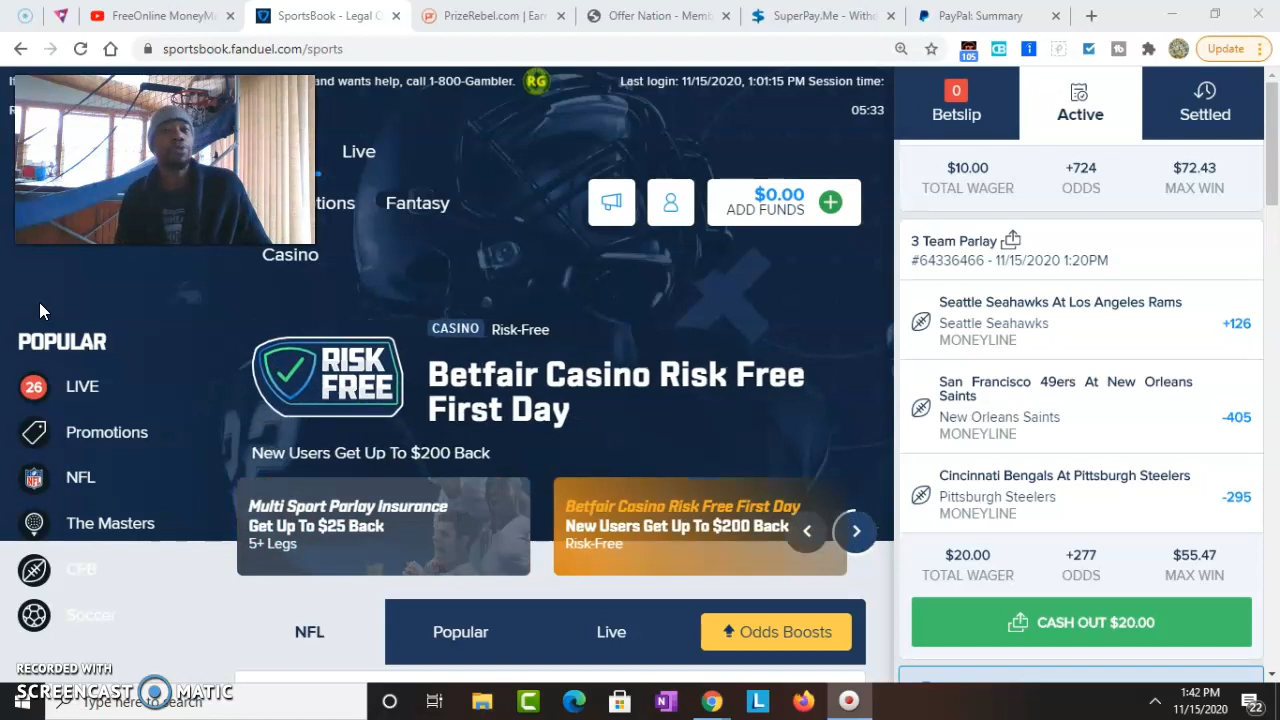 FreeOnline MoneyMa
SportsBook - Legal O
PrizeRebel.com | Earn
Offer Nation - Memb
SuperPay.Me - Withd
PayPal: Summary
sportsbook.fanduel.com/sports
105
Update
and wants help, call 1-800-Gambler.
RG
Last login: 11/15/2020, 1:01:15 PM Session time:
05:33
Live
Fantasy
Casino
$0.00
ADD FUNDS
POPULAR
26
LIVE
Promotions
NFL
The Masters
CFB
Soccer
CASINO Risk-Free
RISK
FREE
Betfair Casino Risk Free
First Day
New Users Get Up To $200 Back
Multi Sport Parlay Insurance
Get Up To $25 Back
5+ Legs
Betfair Casino Risk Free First Day
New Users Get Up To $200 Back
Risk-Free
NFL
Popular
Live
Odds Boosts
0
Betslip
Active
Settled
$10.00 +724 $72.43
TOTAL WAGER ODDS MAX WIN
3 Team Parlay
#64336466 - 11/15/2020 1:20PM
Seattle Seahawks At Los Angeles Rams
Seattle Seahawks +126
MONEYLINE
San Francisco 49ers At New Orleans
Saints
New Orleans Saints -405
MONEYLINE
Cincinnati Bengals At Pittsburgh Steelers
Pittsburgh Steelers -295
MONEYLINE
$20.00 +277 $55.47
TOTAL WAGER ODDS MAX WIN
CASH OUT $20.00
RECORDED WITH
SCREENCAST MATIC
Type here to search
1:42 PM
11/15/2020
22